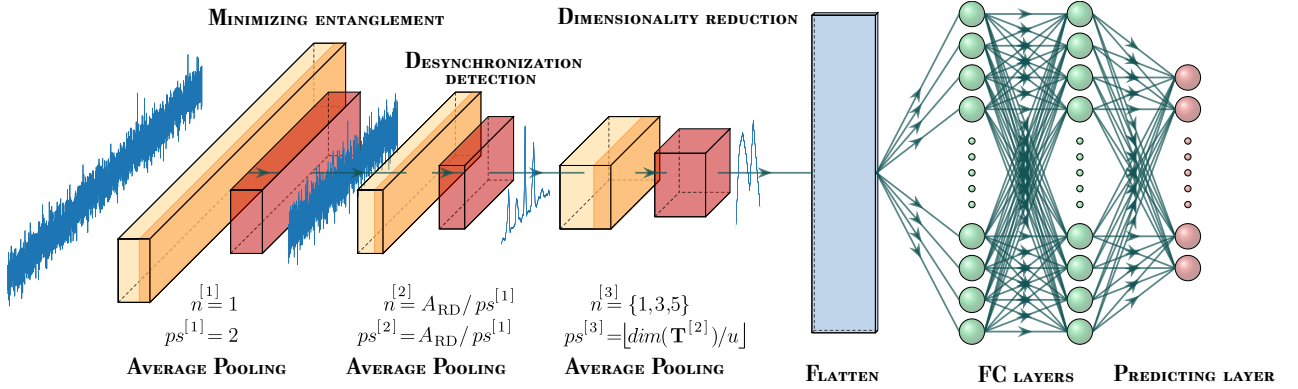 Minimizing entanglement
Dimensionality reduction
Desynchronization
detection
n^[1] = 1
ps^[1] = 2
n^[2] = A_RD / ps^[1]
ps^[2] = A_RD / ps^[1]
n^[3] = {1,3,5}
ps^[3] = ⌊dim(T^[2])/u⌋
Average Pooling
Average Pooling
Average Pooling
Flatten
FC layers
Predicting layer